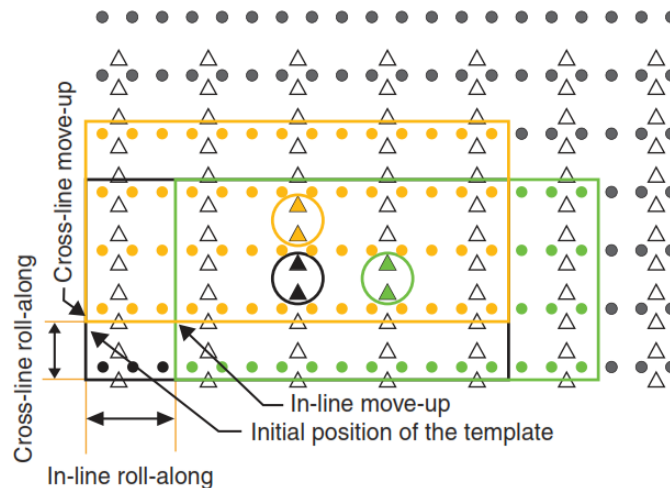 Cross-line move-up
Cross-line roll-along
In-line move-up
Initial position of the template
In-line roll-along